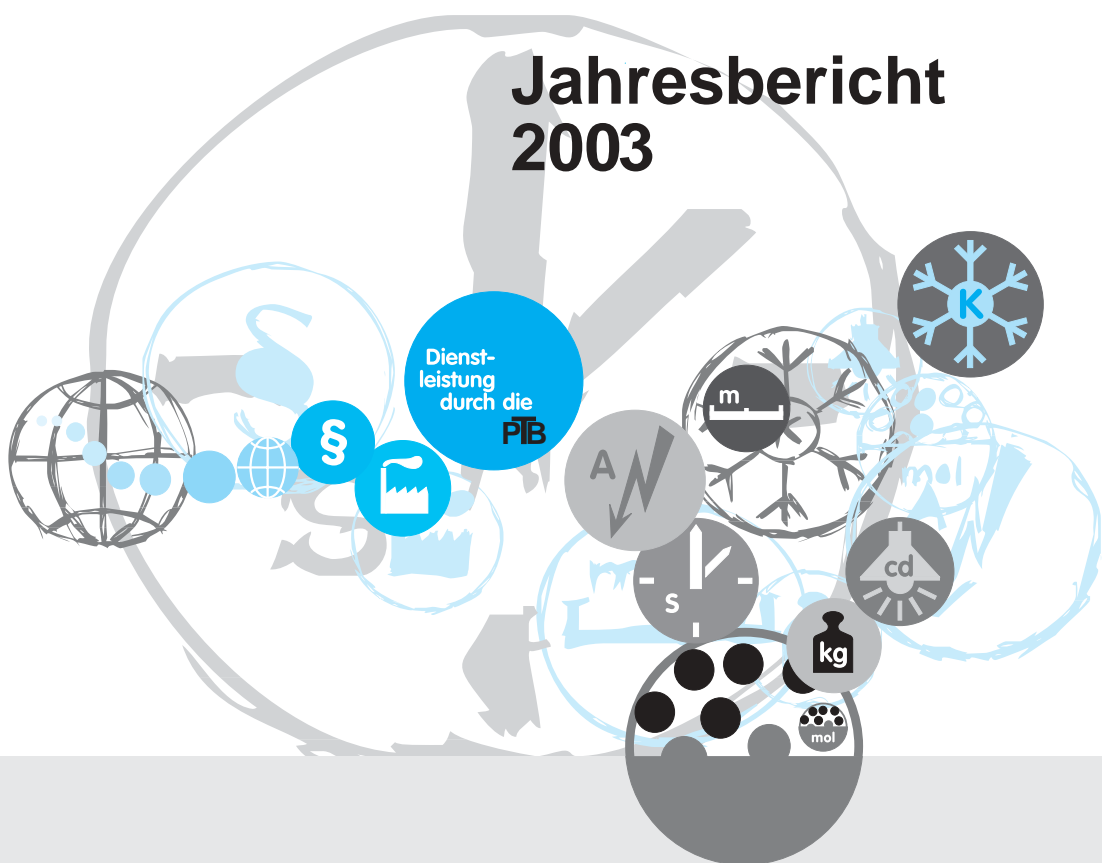 Jahresbericht
2003
K
Dienst-
leistung
durch die
PTB
§
m
A
mol
cd
s
kg
mol